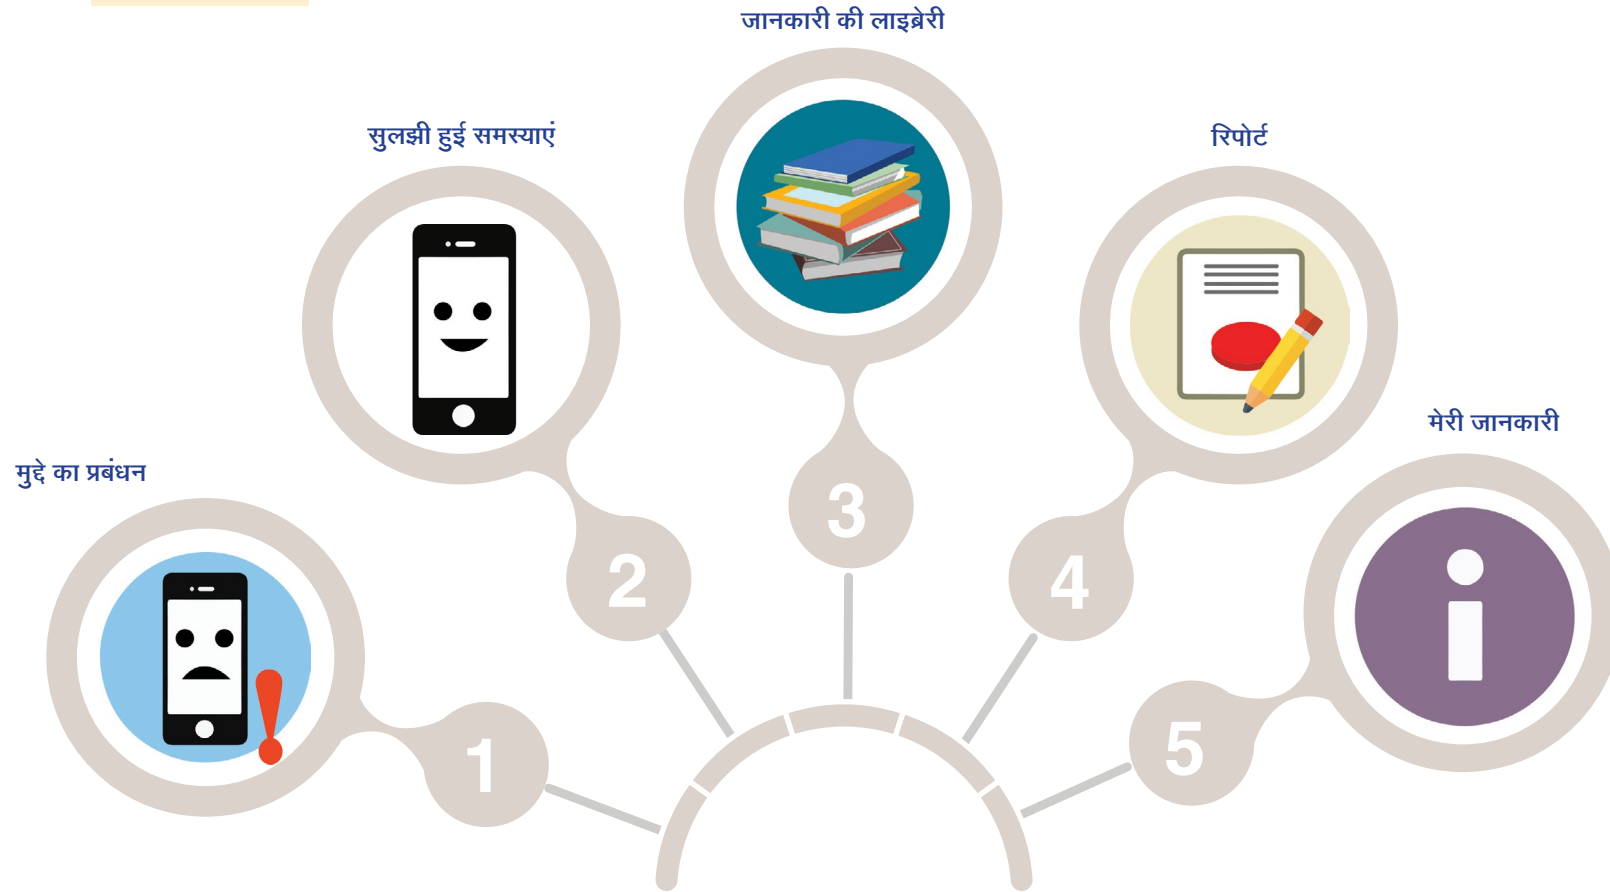 जानकारी की लाइब्रेरी
सुलझी हुई समस्याएं
रिपोर्ट
मेरी जानकारी
मुद्दे का प्रबंधन
1
2
3
4
5